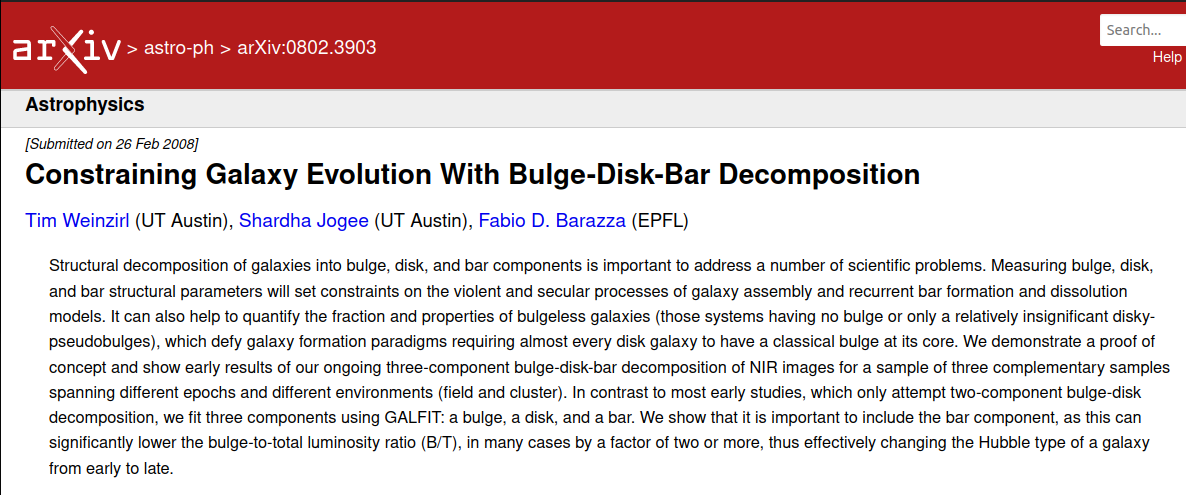 arXiv > astro-ph > arXiv:0802.3903
Search...
Help
Astrophysics
[Submitted on 26 Feb 2008]
Constraining Galaxy Evolution With Bulge-Disk-Bar Decomposition
Tim Weinzirl (UT Austin), Shardha Jogee (UT Austin), Fabio D. Barazza (EPFL)
Structural decomposition of galaxies into bulge, disk, and bar components is important to address a number of scientific problems. Measuring bulge, disk,
and bar structural parameters will set constraints on the violent and secular processes of galaxy assembly and recurrent bar formation and dissolution
models. It can also help to quantify the fraction and properties of bulgeless galaxies (those systems having no bulge or only a relatively insignificant disky-
pseudobulges), which defy galaxy formation paradigms requiring almost every disk galaxy to have a classical bulge at its core. We demonstrate a proof of
concept and show early results of our ongoing three-component bulge-disk-bar decomposition of NIR images for a sample of three complementary samples
spanning different epochs and different environments (field and cluster). In contrast to most early studies, which only attempt two-component bulge-disk
decomposition, we fit three components using GALFIT: a bulge, a disk, and a bar. We show that it is important to include the bar component, as this can
significantly lower the bulge-to-total luminosity ratio (B/T), in many cases by a factor of two or more, thus effectively changing the Hubble type of a galaxy
from early to late.